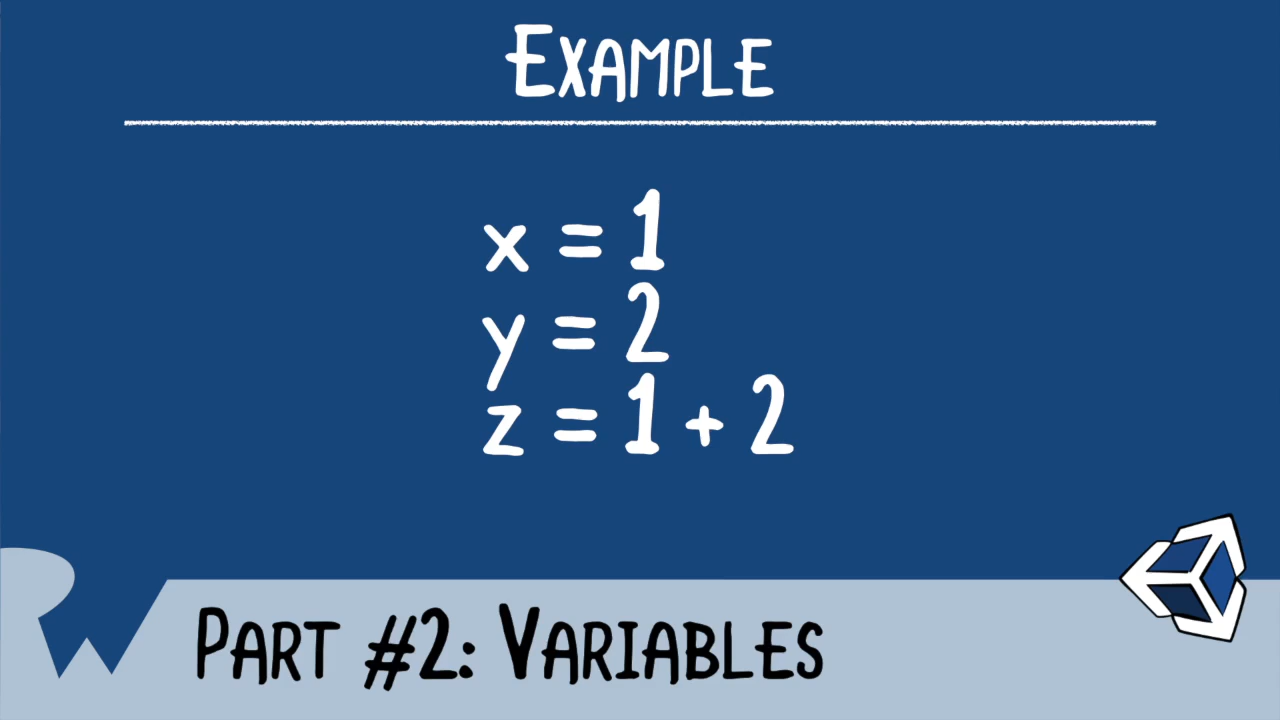 Example
x = 1
y = 2
z = 1 + 2
Part #2: Variables